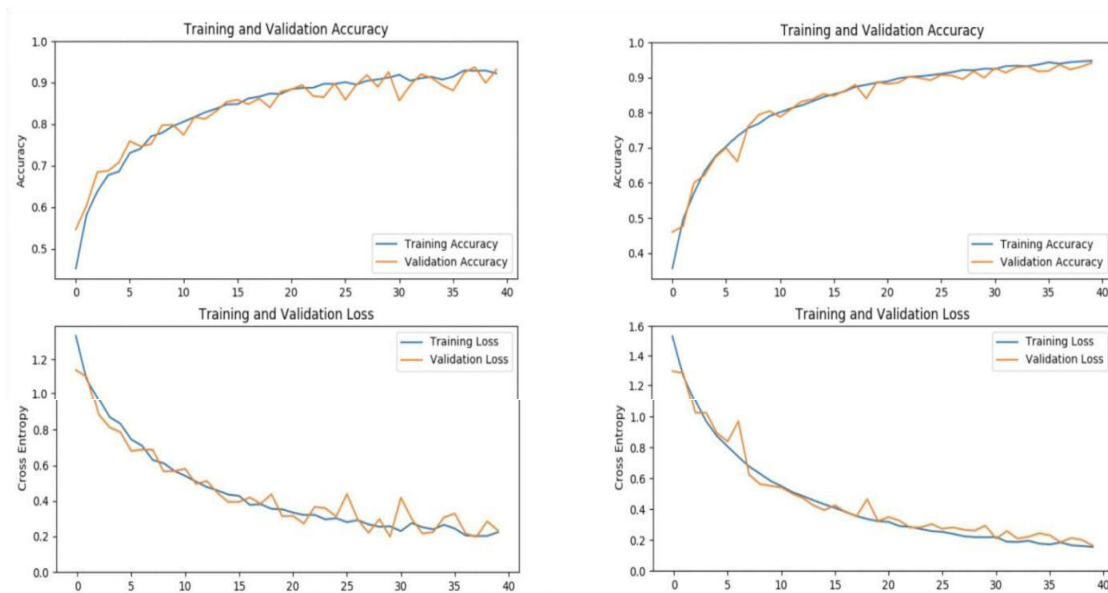 Training and Validation Accuracy
1.0
0.9
0.8
0.7
0.6
0.5
Accuracy
Training Accuracy
Validation Accuracy
0 5 10 15 20 25 30 35 40
Training and Validation Loss
1.2
1.0
0.8
0.6
0.4
0.2
0.0
Cross Entropy
Training Loss
Validation Loss
0 5 10 15 20 25 30 35 40
Training and Validation Accuracy
1.0
0.9
0.8
0.7
0.6
0.5
0.4
Accuracy
Training Accuracy
Validation Accuracy
0 5 10 15 20 25 30 35 40
Training and Validation Loss
1.6
1.4
1.2
1.0
0.8
0.6
0.4
0.2
0.0
Cross Entropy
Training Loss
Validation Loss
0 5 10 15 20 25 30 35 40